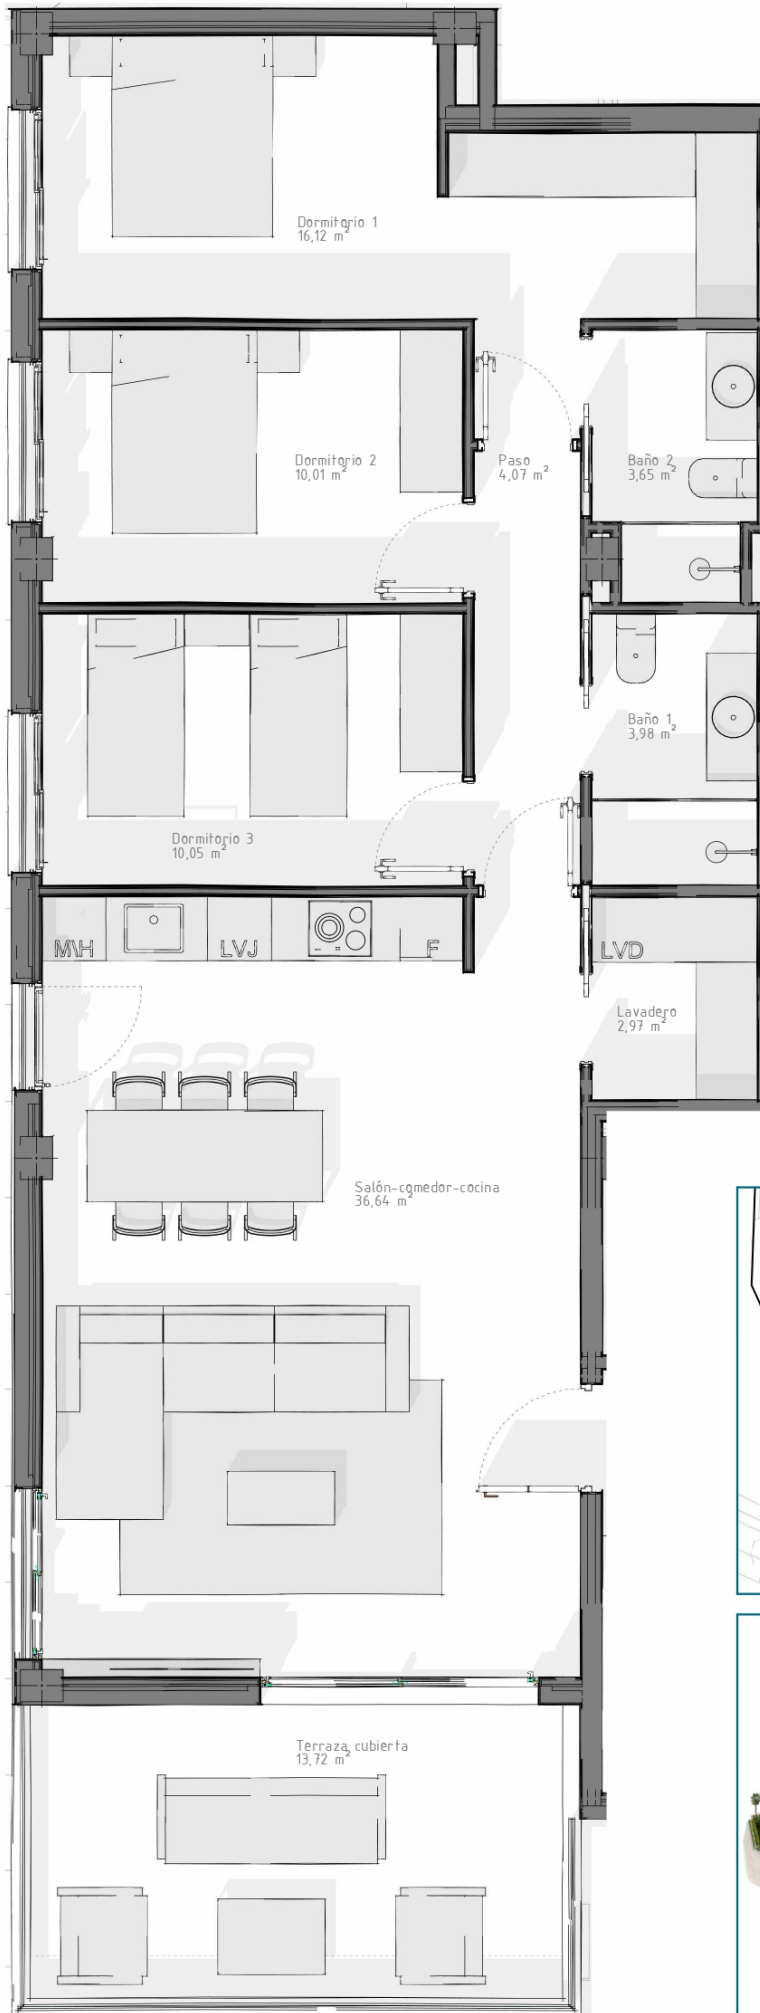 Dormitorio 1
16,12 m²
Dormitorio 2
10,01 m²
Paso
4,07 m²
Baño 2
3,65 m²
Baño 1
3,98 m²
Dormitorio 3
10,05 m²
M\H
LVJ
F
LVD
Lavadero
2,97 m²
Salón-comedor-cocina
36,64 m²
Terraza cubierta
13,72 m²